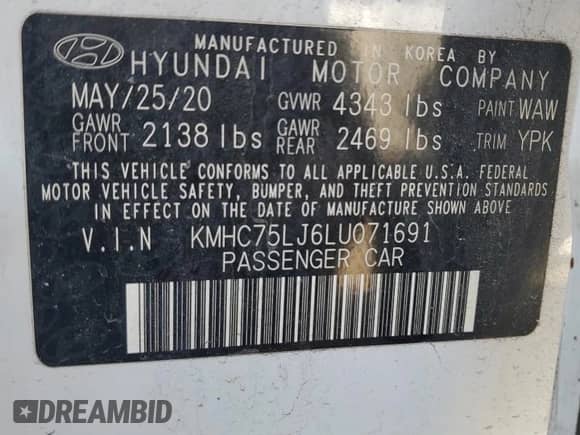 MANUFACTURED IN KOREA BY
HYUNDAI MOTOR COMPANY
MAY/25/20 GVWR 4343 lbs PAINT WAW
GAWR FRONT 2138 lbs GAWR REAR 2469 lbs TRIM YPK
THIS VEHICLE CONFORMS TO ALL APPLICABLE U.S.A. FEDERAL
MOTOR VEHICLE SAFETY, BUMPER, AND THEFT PREVENTION STANDARDS
IN EFFECT ON THE DATE OF MANUFACTURE SHOWN ABOVE.
V.I.N KMHC75LJ6LU071691
PASSENGER CAR
DREAMBID